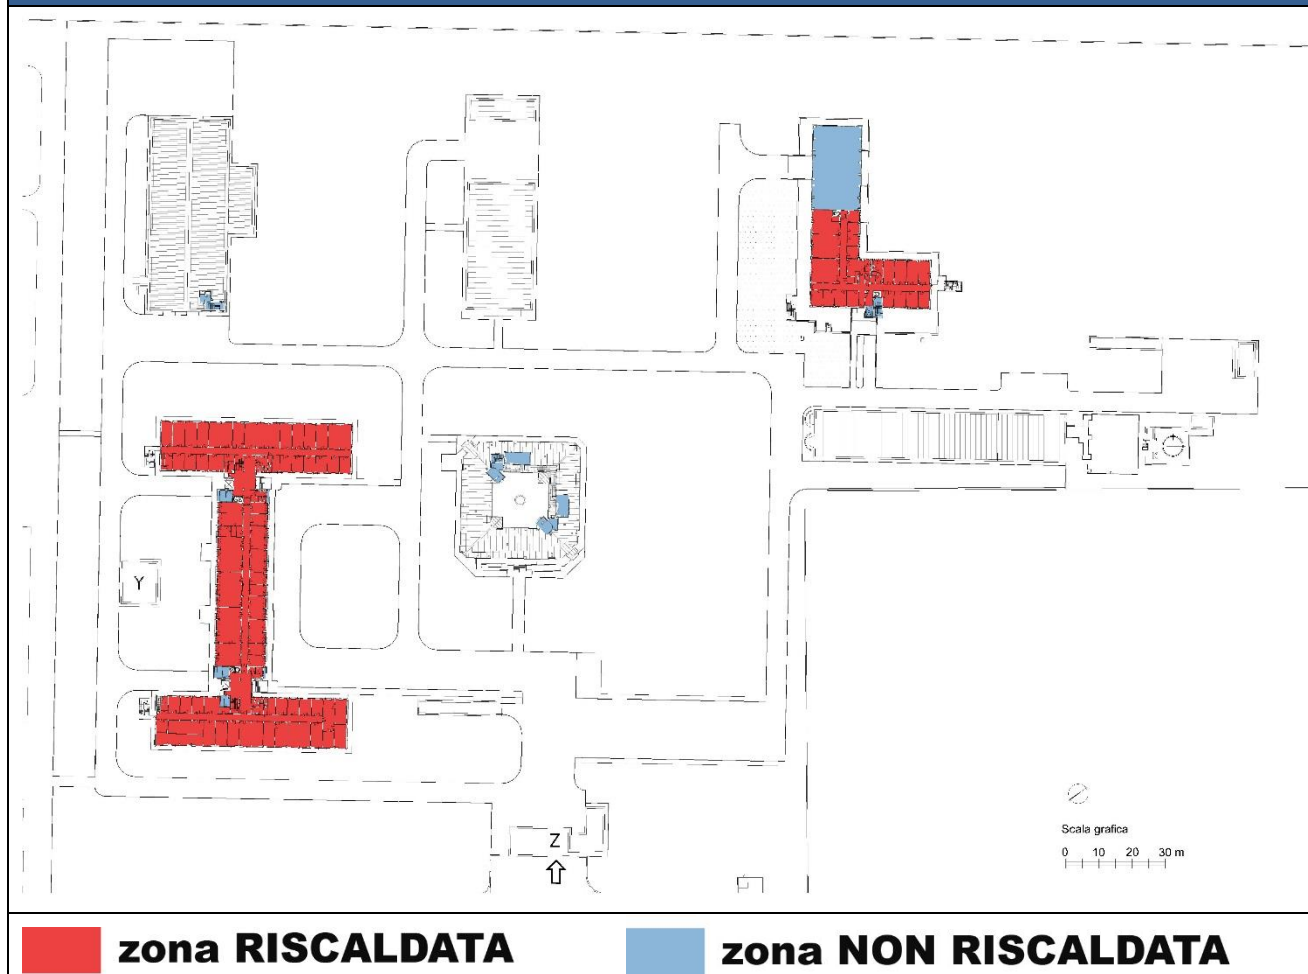 Y
Z
Scala grafica
0 10 20 30 m
zona RISCALDATA
zona NON RISCALDATA